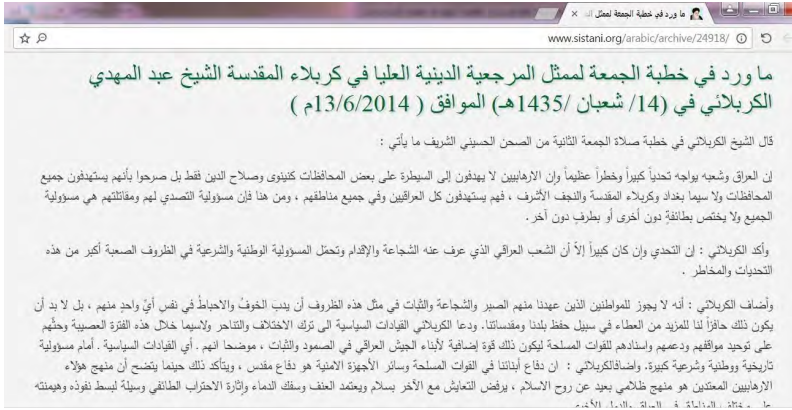 ما ورد في خطبة الجمعة لممثل الـ
www.sistani.org/arabic/archive/24918/
ما ورد في خطبة الجمعة لممثل المرجعية الدينية العليا في كربلاء المقدسة الشيخ عبد المهدي
الكربلائي في (14/ شعبان /1435هـ) الموافق ( 13/6/2014م )
قال الشيخ الكربلائي في خطبة صلاة الجمعة الثانية من الصحن الحسيني الشريف ما يأتي :
إن العراق وشعبه يواجه تحدياً كبيراً وخطراً عظيماً وإن الارهابيين لا يهدفون إلى السيطرة على بعض المحافظات كنينوى وصلاح الدين فقط بل صرحوا بأنهم يستهدفون جميع
المحافظات ولا سيما بغداد وكربلاء المقدسة والنجف الأشرف ، فهم يستهدفون كل العراقيين وفي جميع مناطقهم ، ومن هنا فإن مسؤولية التصدي لهم ومقاتلتهم هي مسؤولية
الجميع ولا يختص بطائفةٍ دون أخرى أو بطرفٍ دون آخر .
وأكد الكربلائي : إن التحدي وإن كان كبيراً إلاّ أن الشعب العراقي الذي عرف عنه الشجاعة والإقدام وتحمّل المسؤولية الوطنية والشرعية في الظروف الصعبة أكبر من هذه
التحديات والمخاطر .
وأضاف الكربلائي : أنه لا يجوز للمواطنين الذين عهدنا منهم الصبر والشجاعة والثبات في مثل هذه الظروف أن يدبَ الخوفُ والاحباطُ في نفسِ أيِّ واحدٍ منهم ، بل لا بد أن
يكون ذلك حافزاً لنا للمزيد من العطاء في سبيل حفظ بلدنا ومقدساتنا. ودعا الكربلائي القيادات السياسية الى ترك الاختلاف والتناحر ولاسيما خلال هذه الفترة العصيبة وحثّهم
على توحيد مواقفهم ودعمهم واسنادهم للقوات المسلحة ليكون ذلك قوة إضافية لأبناء الجيش العراقي في الصمود والثبات ، موضحا انهم . أي القيادات السياسية . أمام مسؤولية
تاريخية ووطنية وشرعية كبيرة. واضافالكربلائي : ان دفاع أبنائنا في القوات المسلحة وسائر الأجهزة الامنية هو دفاع مقدس ، ويتأكد ذلك حينما يتضح أن منهج هؤلاء
الارهابيين المعتدين هو منهج ظلامي بعيد عن روح الاسلام ، يرفض التعايش مع الآخر بسلام ويعتمد العنف وسفك الدماء وإثارة الاحتراب الطائفي وسيلة لبسط نفوذه وهيمنته
على مختلف المناطق في العراق والدول الأخرى